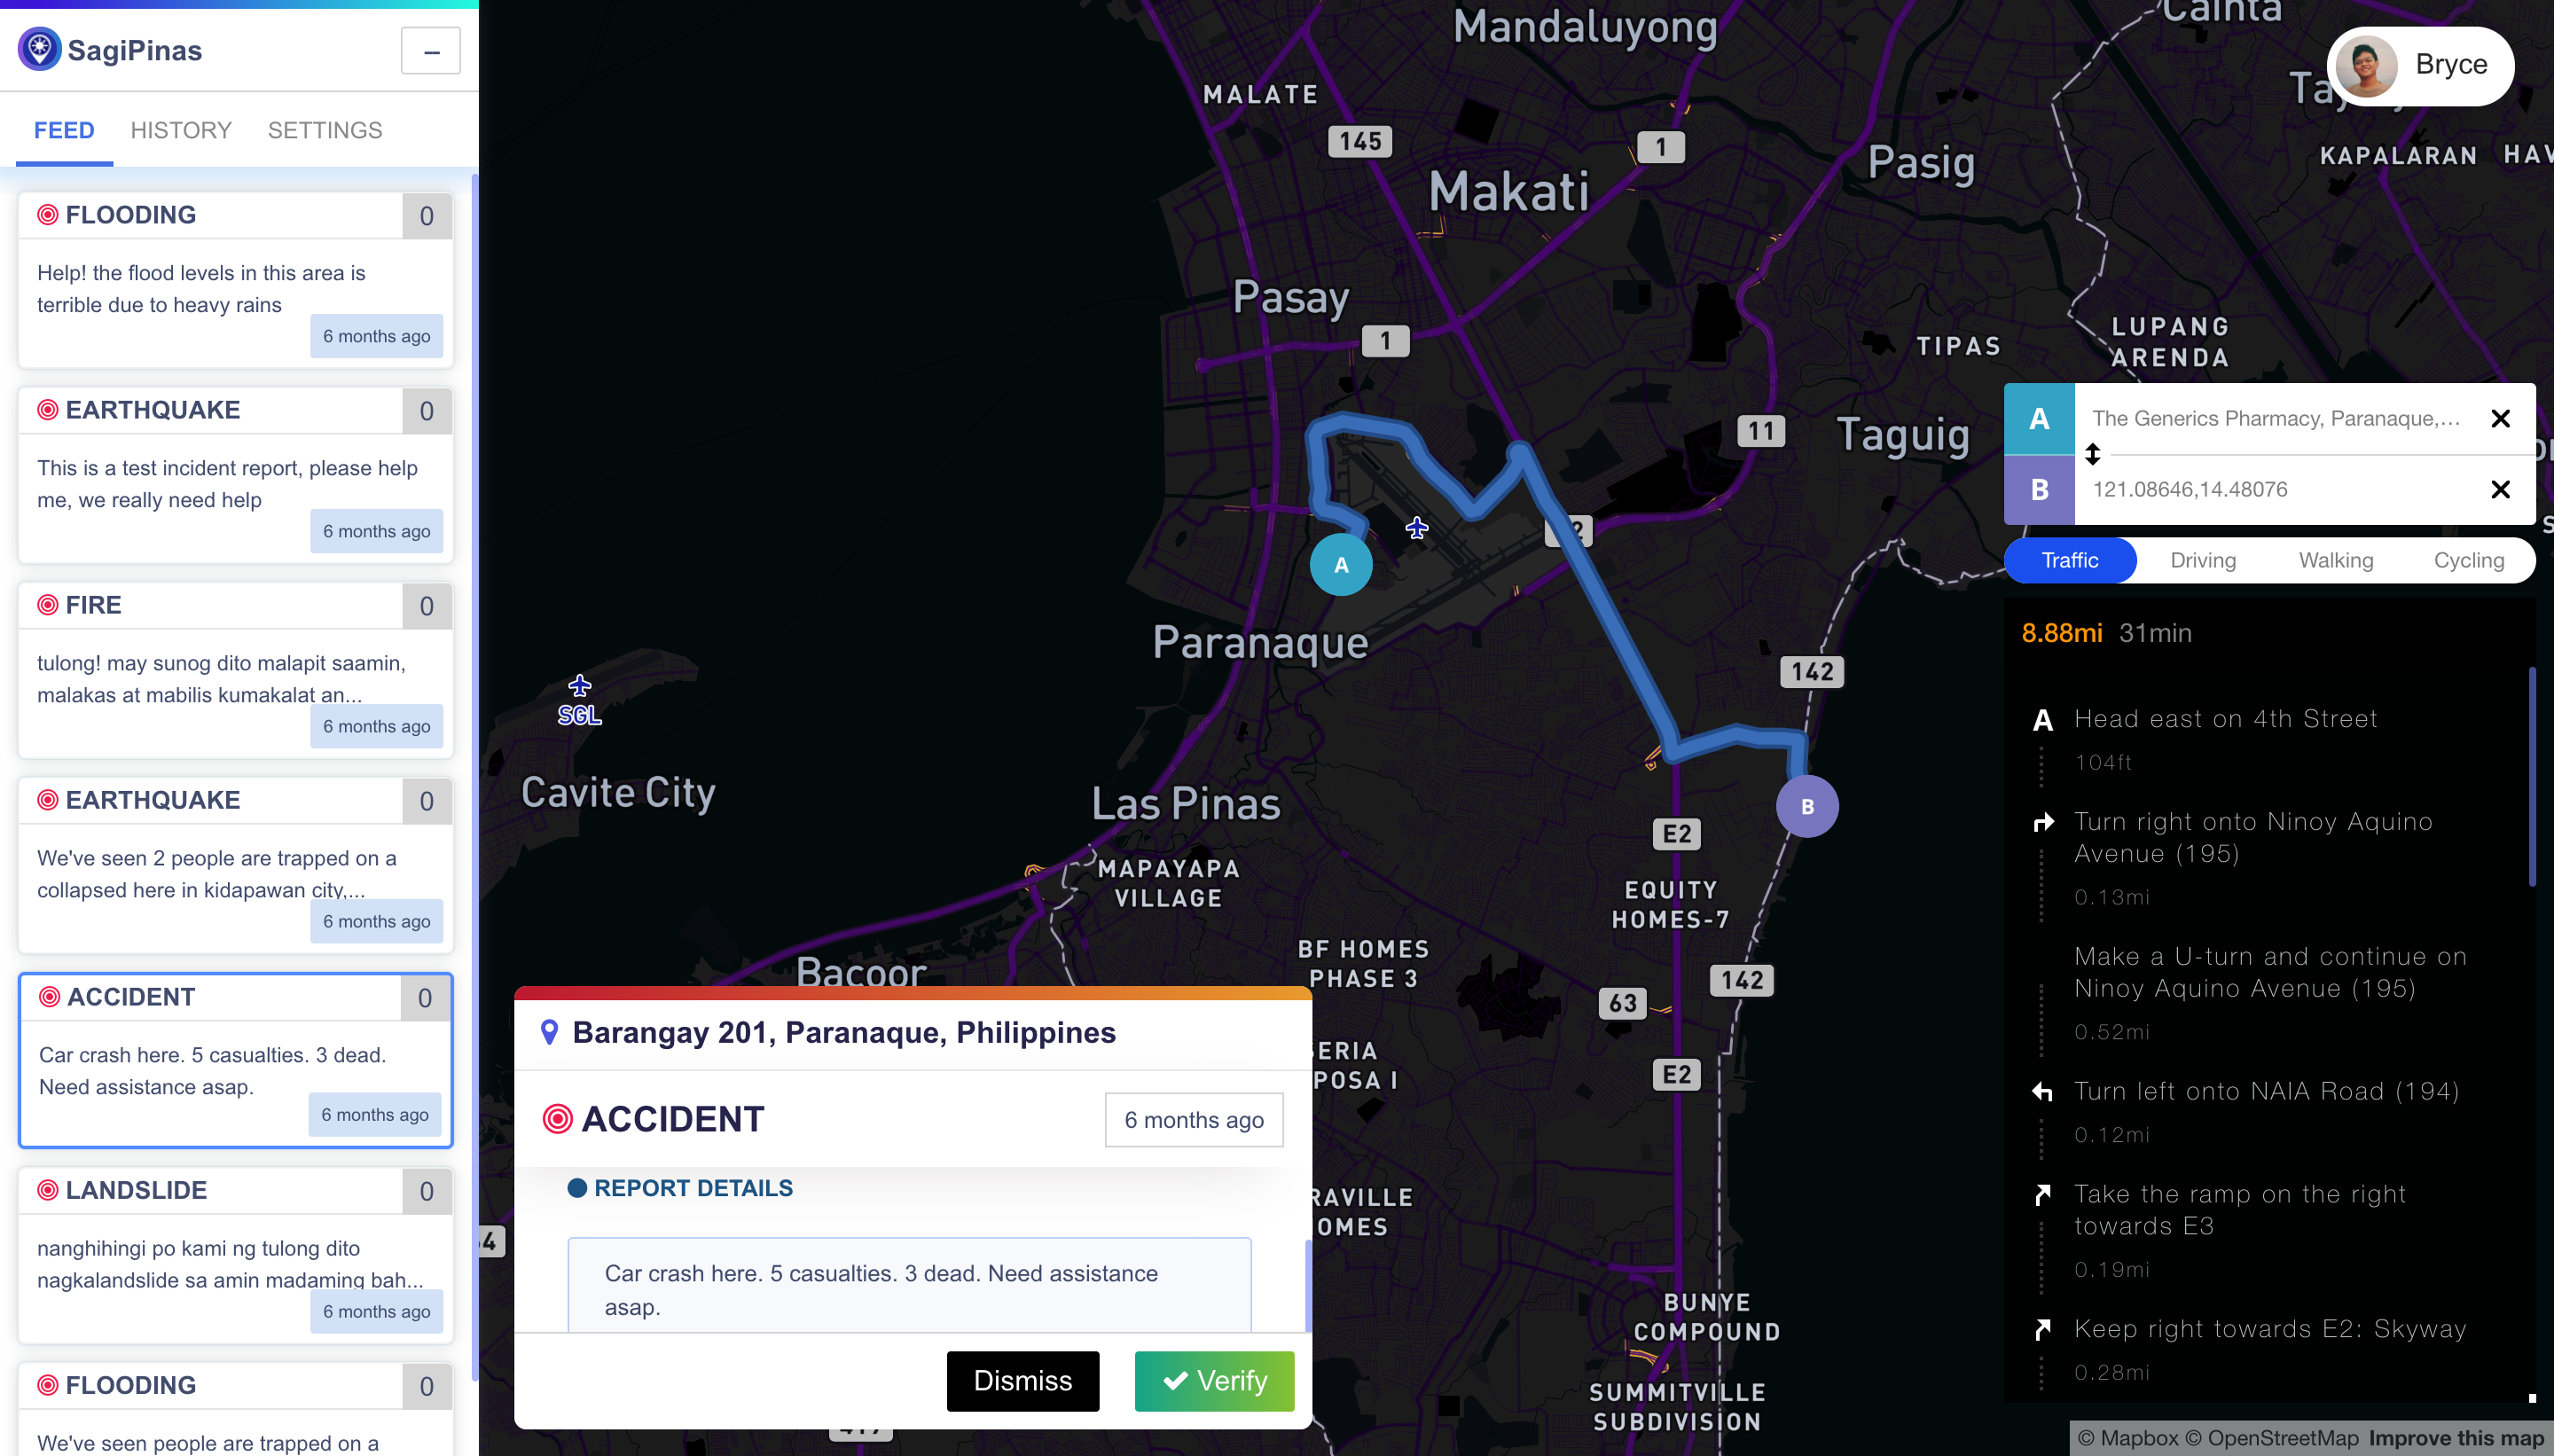 SagiPinas
–
FEED HISTORY SETTINGS
FLOODING 0
Help! the flood levels in this area is
terrible due to heavy rains
6 months ago
EARTHQUAKE 0
This is a test incident report, please help
me, we really need help
6 months ago
FIRE 0
tulong! may sunog dito malapit saamin,
malakas at mabilis kumakalat an...
6 months ago
EARTHQUAKE 0
We've seen 2 people are trapped on a
collapsed here in kidapawan city,...
6 months ago
ACCIDENT 0
Car crash here. 5 casualties. 3 dead.
Need assistance asap.
6 months ago
LANDSLIDE 0
nanghihingi po kami ng tulong dito
nagkalandslide sa amin madaming bah...
6 months ago
FLOODING 0
We've seen people are trapped on a
Mandaluyong
Cainta
MALATE
145
1
Makati
Pasig
KAPALARAN
Pasay
1
TIPAS
LUPANG
ARENDA
11
Taguig
A
Paranaque
142
SGL
Cavite City
Las Pinas
B
E2
MAPAYAPA
VILLAGE
EQUITY
HOMES-7
BF HOMES
PHASE 3
Bacoor
142
63
E2
BUNYE
COMPOUND
SUMMITVILLE
SUBDIVISION
Barangay 201, Paranaque, Philippines
ACCIDENT
6 months ago
REPORT DETAILS
Car crash here. 5 casualties. 3 dead. Need assistance
asap.
Dismiss
Verify
Bryce
A The Generics Pharmacy, Paranaque,...
B 121.08646,14.48076
Traffic Driving Walking Cycling
8.88mi 31min
A Head east on 4th Street
104ft
Turn right onto Ninoy Aquino
Avenue (195)
0.13mi
Make a U-turn and continue on
Ninoy Aquino Avenue (195)
0.52mi
Turn left onto NAIA Road (194)
0.12mi
Take the ramp on the right
towards E3
0.19mi
Keep right towards E2: Skyway
0.28mi
© Mapbox © OpenStreetMap Improve this map